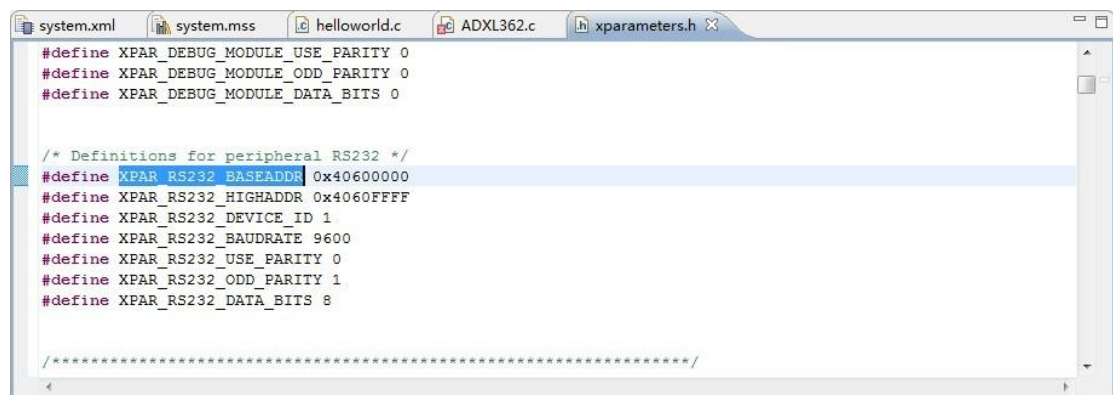 system.xml system.mss helloworld.c ADXL362.c xparameters.h
#define XPAR_DEBUG_MODULE_USE_PARITY 0
#define XPAR_DEBUG_MODULE_ODD_PARITY 0
#define XPAR_DEBUG_MODULE_DATA_BITS 0
/* Definitions for peripheral RS232 */
#define XPAR_RS232_BASEADDR 0x40600000
#define XPAR_RS232_HIGHADDR 0x4060FFFF
#define XPAR_RS232_DEVICE_ID 1
#define XPAR_RS232_BAUDRATE 9600
#define XPAR_RS232_USE_PARITY 0
#define XPAR_RS232_ODD_PARITY 1
#define XPAR_RS232_DATA_BITS 8
/******************************************************************/